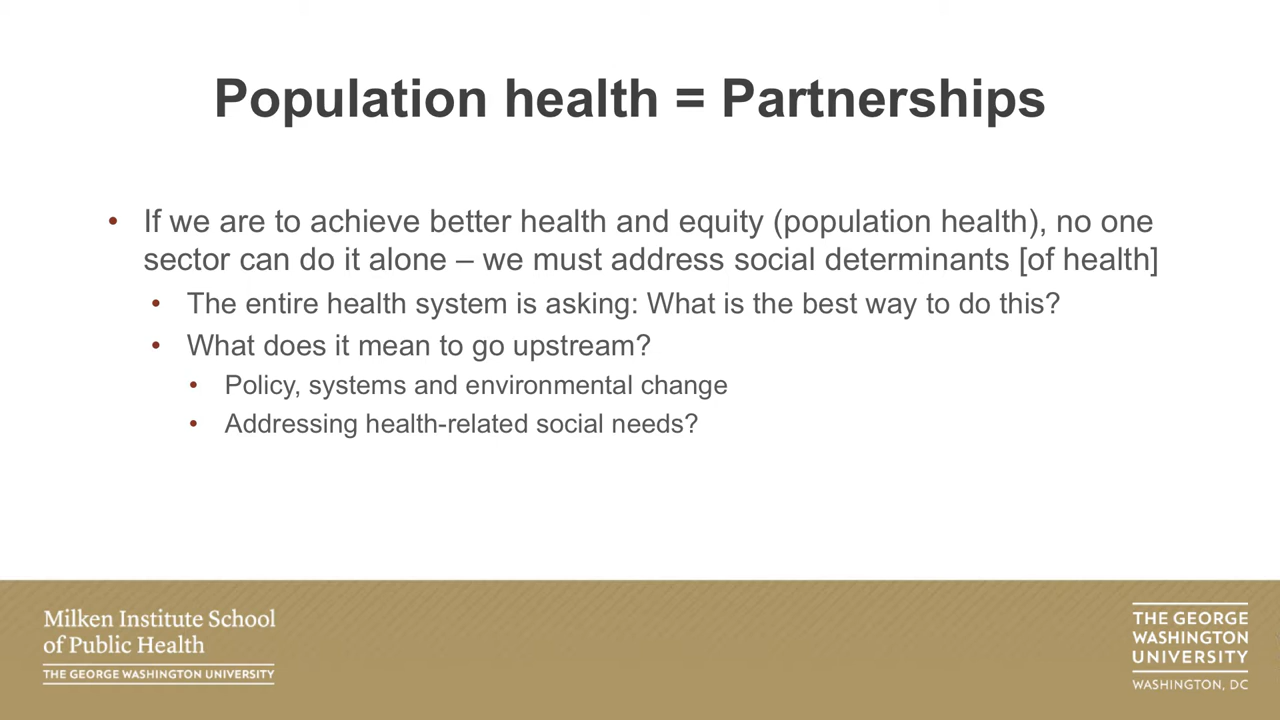 Population health = Partnerships
• If we are to achieve better health and equity (population health), no one
sector can do it alone – we must address social determinants [of health]
• The entire health system is asking: What is the best way to do this?
• What does it mean to go upstream?
• Policy, systems and environmental change
• Addressing health-related social needs?
Milken Institute School
of Public Health
THE GEORGE WASHINGTON UNIVERSITY
THE GEORGE
WASHINGTON
UNIVERSITY
WASHINGTON, DC